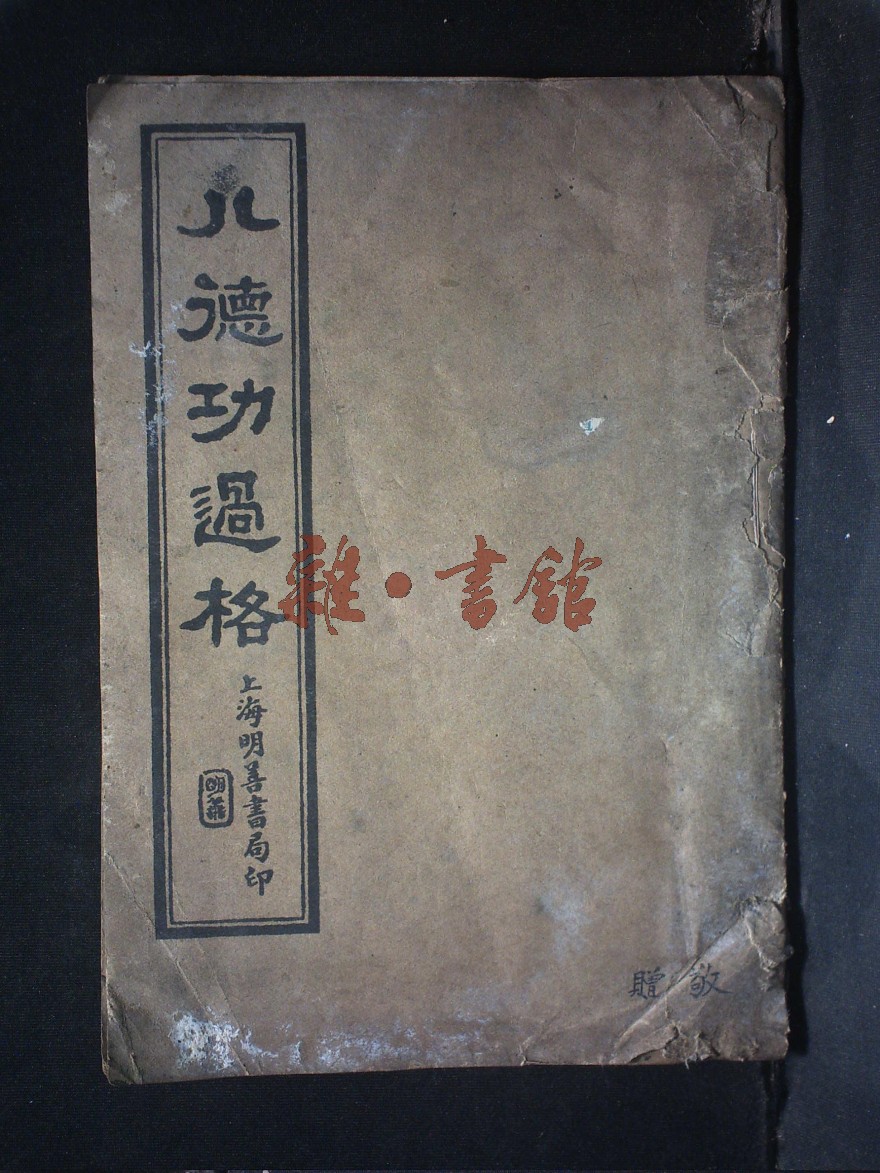 八德功過格
上海明善書局印
明善
雜·書館
敬贈